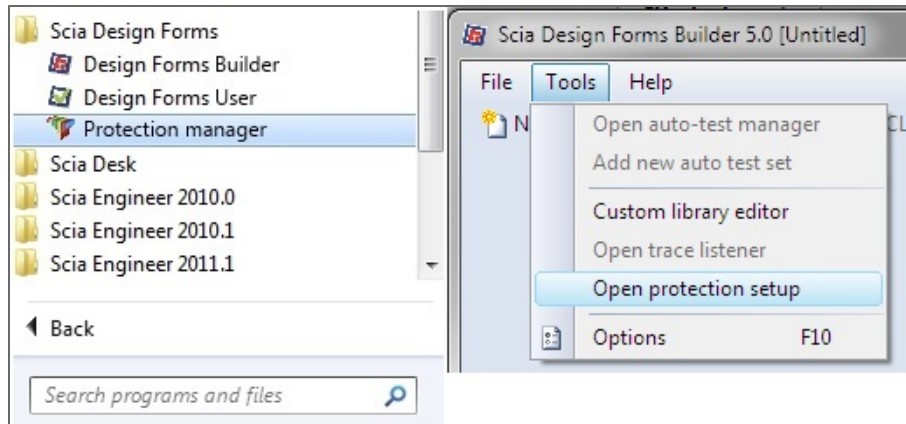 Scia Design Forms
Design Forms Builder
Design Forms User
Protection manager
Scia Desk
Scia Engineer 2010.0
Scia Engineer 2010.1
Scia Engineer 2011.1
Back
Search programs and files
Scia Design Forms Builder 5.0 [Untitled]
File Tools Help
N
CL
Open auto-test manager
Add new auto test set
Custom library editor
Open trace listener
Open protection setup
Options F10